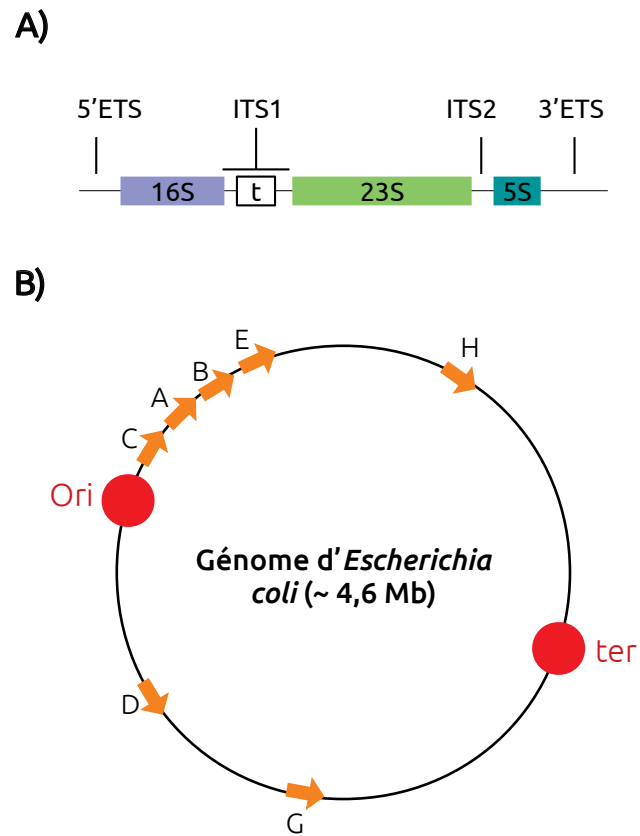 A)
5'ETS ITS1 ITS2 3'ETS
16S t 23S 5S
B)
E
H
B
A
C
Ori
Génome d'Escherichia
coli (~ 4,6 Mb)
ter
D
G